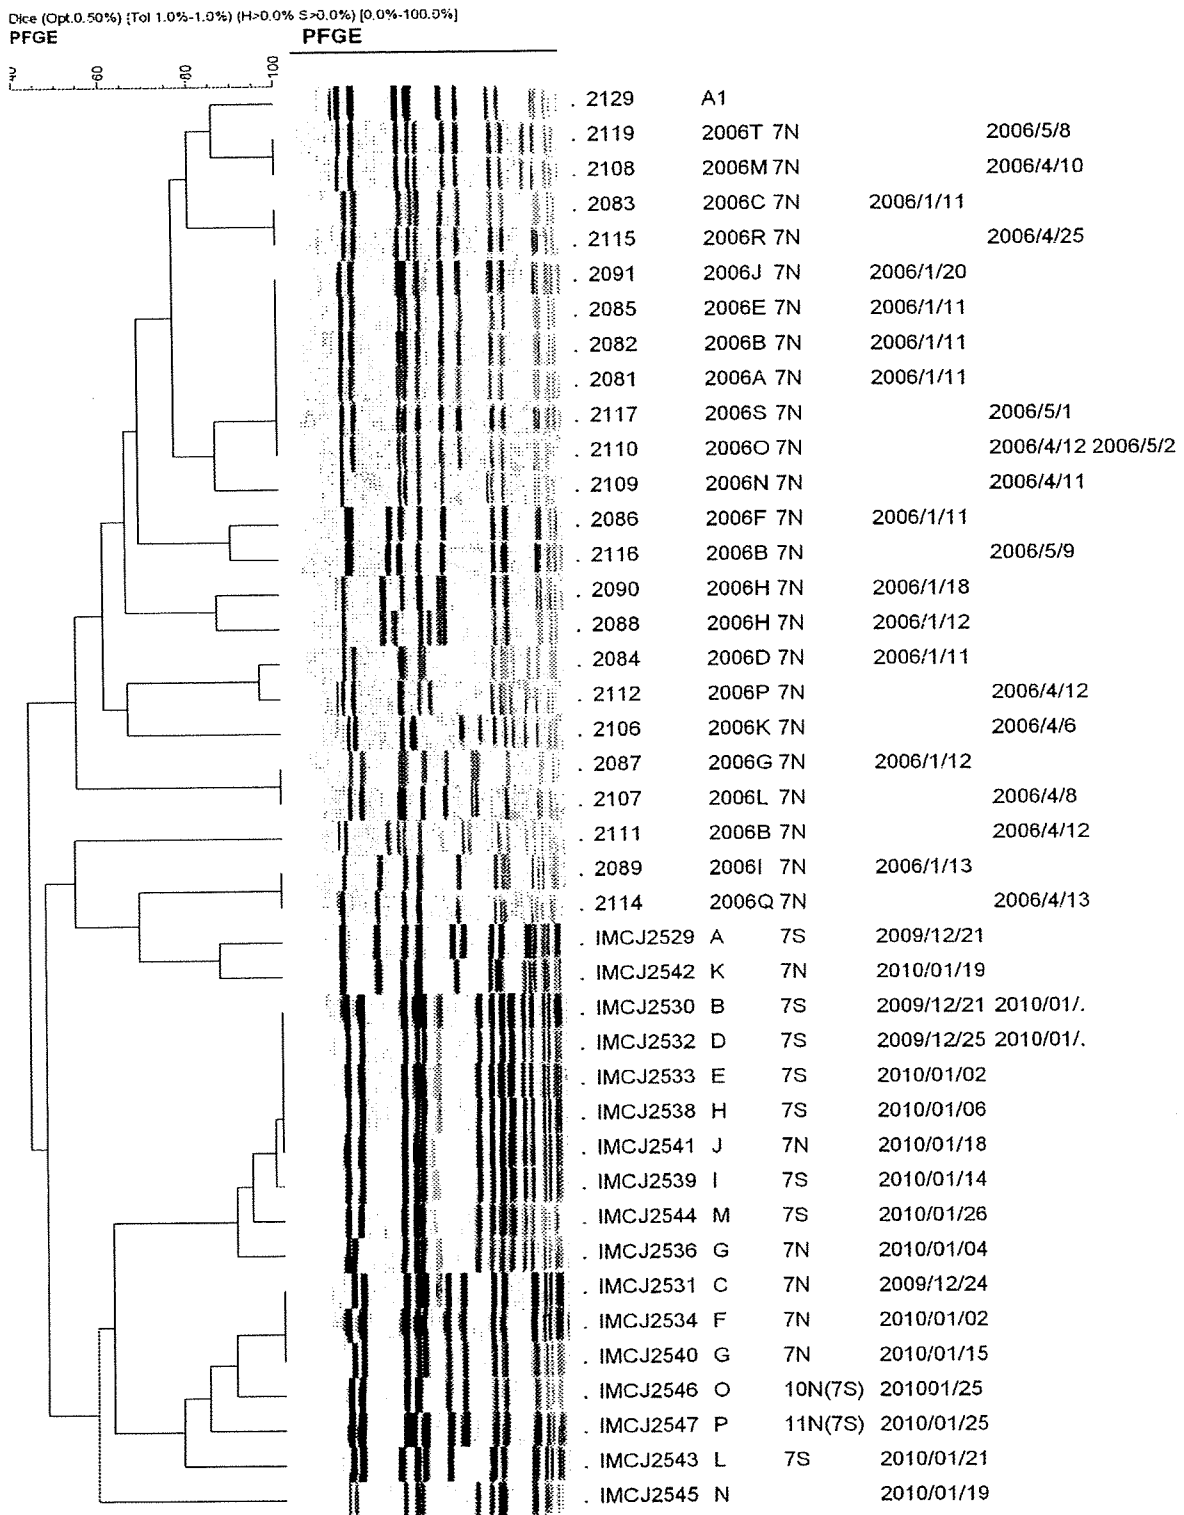 Dice (Opt:0.50%) [Tol 1.0%-1.0%] (H>0.0% S>0.0%) [0.0%-100.0%]
PFGE PFGE
40 60 80 100
. 2129 A1
. 2119 2006T 7N 2006/5/8
. 2108 2006M 7N 2006/4/10
. 2083 2006C 7N 2006/1/11
. 2115 2006R 7N 2006/4/25
. 2091 2006J 7N 2006/1/20
. 2085 2006E 7N 2006/1/11
. 2082 2006B 7N 2006/1/11
. 2081 2006A 7N 2006/1/11
. 2117 2006S 7N 2006/5/1
. 2110 2006O 7N 2006/4/12 2006/5/2
. 2109 2006N 7N 2006/4/11
. 2086 2006F 7N 2006/1/11
. 2116 2006B 7N 2006/5/9
. 2090 2006H 7N 2006/1/18
. 2088 2006H 7N 2006/1/12
. 2084 2006D 7N 2006/1/11
. 2112 2006P 7N 2006/4/12
. 2106 2006K 7N 2006/4/6
. 2087 2006G 7N 2006/1/12
. 2107 2006L 7N 2006/4/8
. 2111 2006B 7N 2006/4/12
. 2089 2006I 7N 2006/1/13
. 2114 2006Q 7N 2006/4/13
. IMCJ2529 A 7S 2009/12/21
. IMCJ2542 K 7N 2010/01/19
. IMCJ2530 B 7S 2009/12/21 2010/01/.
. IMCJ2532 D 7S 2009/12/25 2010/01/.
. IMCJ2533 E 7S 2010/01/02
. IMCJ2538 H 7S 2010/01/06
. IMCJ2541 J 7N 2010/01/18
. IMCJ2539 I 7S 2010/01/14
. IMCJ2544 M 7S 2010/01/26
. IMCJ2536 G 7N 2010/01/04
. IMCJ2531 C 7N 2009/12/24
. IMCJ2534 F 7N 2010/01/02
. IMCJ2540 G 7N 2010/01/15
. IMCJ2546 O 10N(7S) 201001/25
. IMCJ2547 P 11N(7S) 2010/01/25
. IMCJ2543 L 7S 2010/01/21
. IMCJ2545 N 2010/01/19